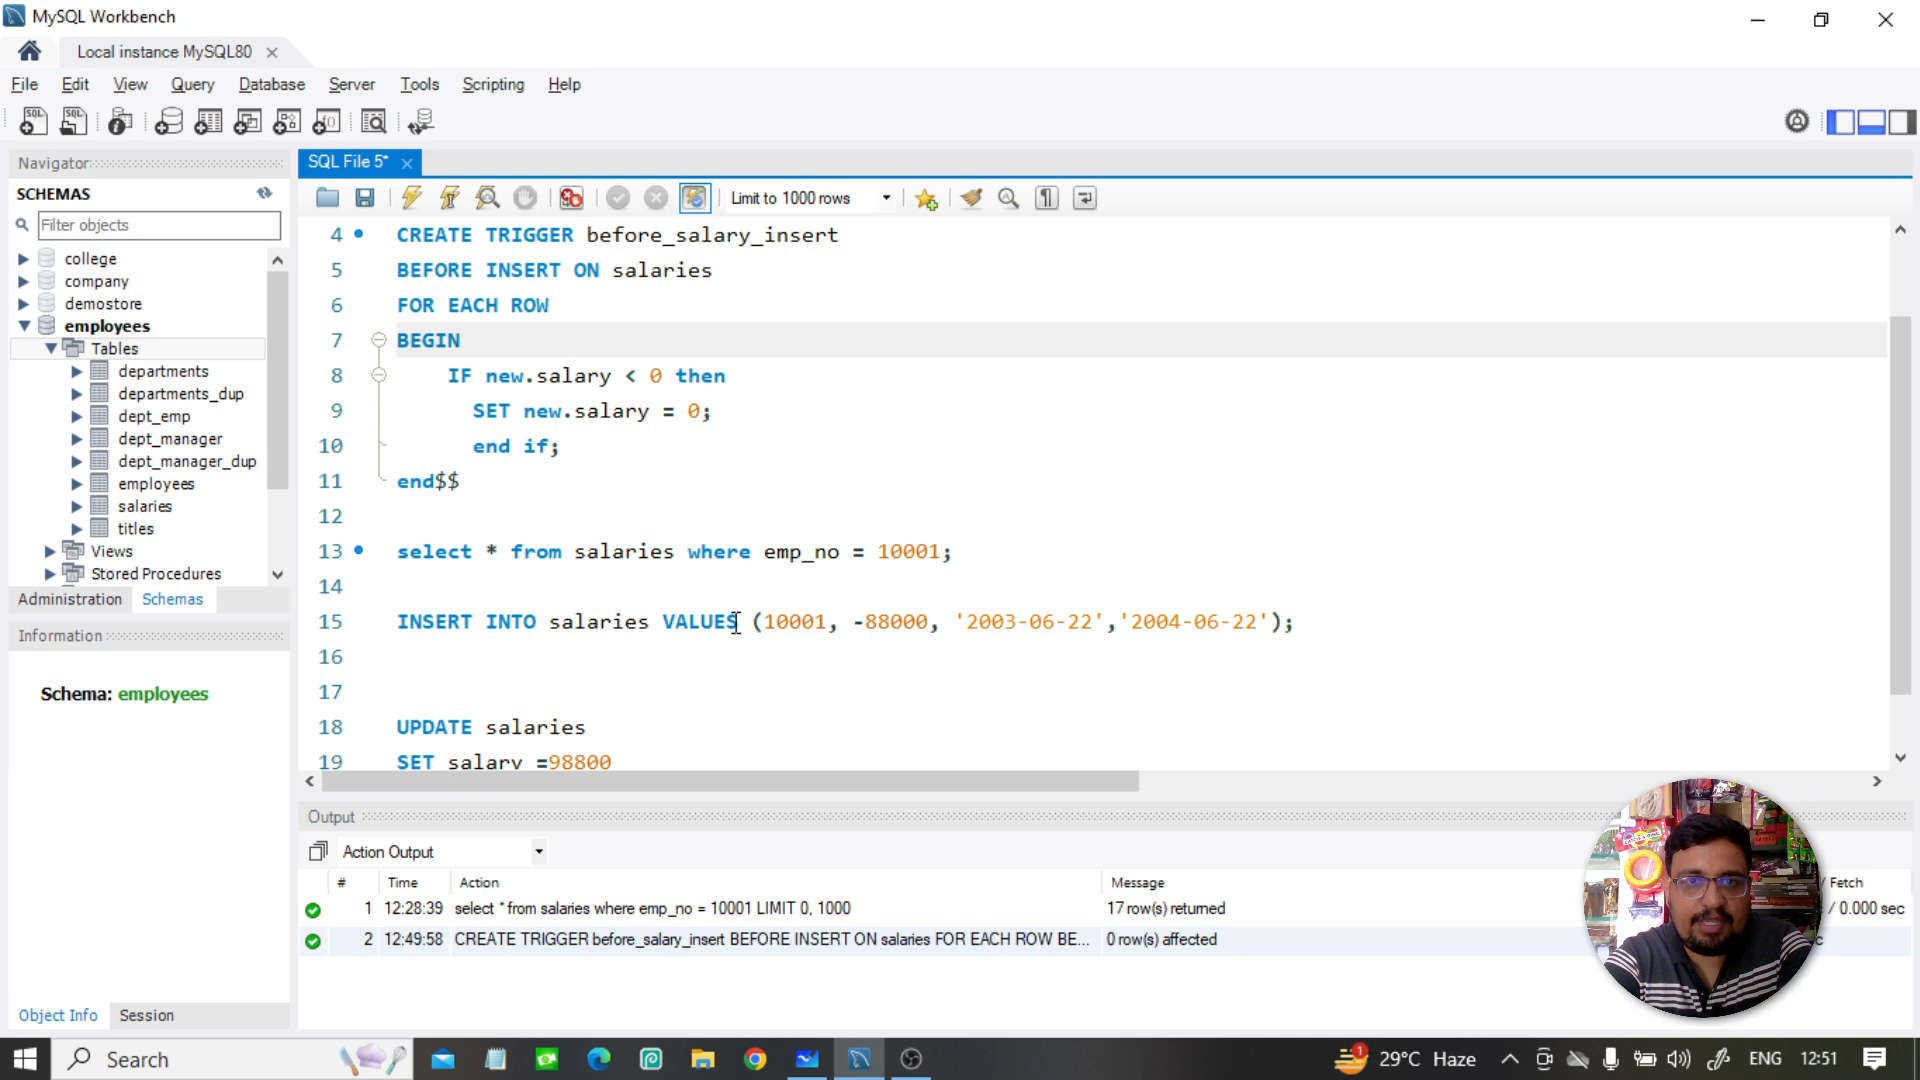 MySQL Workbench
Local instance MySQL80
File Edit View Query Database Server Tools Scripting Help
Navigator
SCHEMAS
Filter objects
college
company
demostore
employees
Tables
departments
departments_dup
dept_emp
dept_manager
dept_manager_dup
employees
salaries
titles
Views
Stored Procedures
Administration Schemas
Information
Schema: employees
Object Info Session
SQL File 5*
Limit to 1000 rows
4 CREATE TRIGGER before_salary_insert
5 BEFORE INSERT ON salaries
6 FOR EACH ROW
7 BEGIN
8 IF new.salary < 0 then
9 SET new.salary = 0;
10 end if;
11 end$$
12
13 select * from salaries where emp_no = 10001;
14
15 INSERT INTO salaries VALUES (10001, -88000, '2003-06-22','2004-06-22');
16
17
18 UPDATE salaries
19 SET salary =98800
Output
Action Output
# Time Action Message / Fetch
1 12:28:39 select * from salaries where emp_no = 10001 LIMIT 0, 1000 17 row(s) returned / 0.000 sec
2 12:49:58 CREATE TRIGGER before_salary_insert BEFORE INSERT ON salaries FOR EACH ROW BE... 0 row(s) affected
Search
1
29°C Haze
ENG 12:51